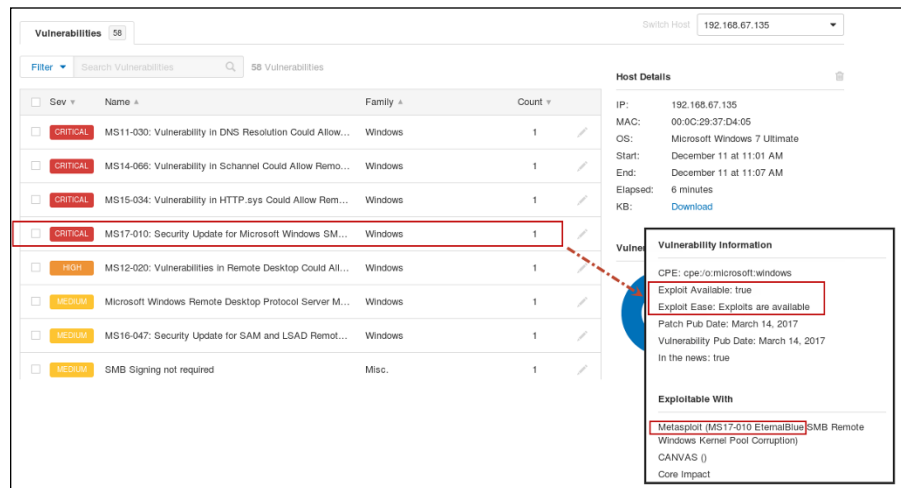 Vulnerabilities 58
Switch Host 192.168.67.135
Filter Search Vulnerabilities 58 Vulnerabilities
Sev Name Family Count
CRITICAL MS11-030: Vulnerability in DNS Resolution Could Allow... Windows 1
CRITICAL MS14-066: Vulnerability in Schannel Could Allow Remo... Windows 1
CRITICAL MS15-034: Vulnerability in HTTP.sys Could Allow Rem... Windows 1
CRITICAL MS17-010: Security Update for Microsoft Windows SM... Windows 1
HIGH MS12-020: Vulnerabilities in Remote Desktop Could All... Windows 1
MEDIUM Microsoft Windows Remote Desktop Protocol Server M... Windows 1
MEDIUM MS16-047: Security Update for SAM and LSAD Remot... Windows 1
MEDIUM SMB Signing not required Misc. 1
Host Details
IP: 192.168.67.135
MAC: 00:0C:29:37:D4:05
OS: Microsoft Windows 7 Ultimate
Start: December 11 at 11:01 AM
End: December 11 at 11:07 AM
Elapsed: 6 minutes
KB: Download
Vulner
Vulnerability Information
CPE: cpe:/o:microsoft:windows
Exploit Available: true
Exploit Ease: Exploits are available
Patch Pub Date: March 14, 2017
Vulnerability Pub Date: March 14, 2017
In the news: true
Exploitable With
Metasploit (MS17-010 EternalBlue SMB Remote
Windows Kernel Pool Corruption)
CANVAS ()
Core Impact